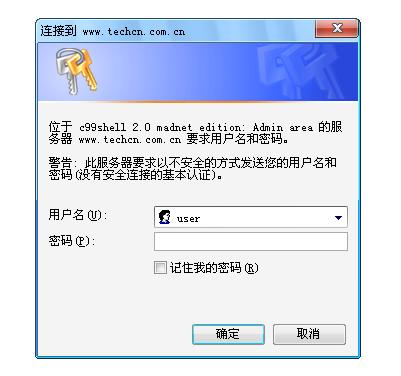 连接到 www.techcn.com.cn
位于 c99shell 2.0 madnet edition: Admin area 的服
务器 www.techcn.com.cn 要求用户名和密码。
警告: 此服务器要求以不安全的方式发送您的用户名和
密码(没有安全连接的基本认证)。
用户名(U): user
密码(P):
记住我的密码(R)
确定 取消